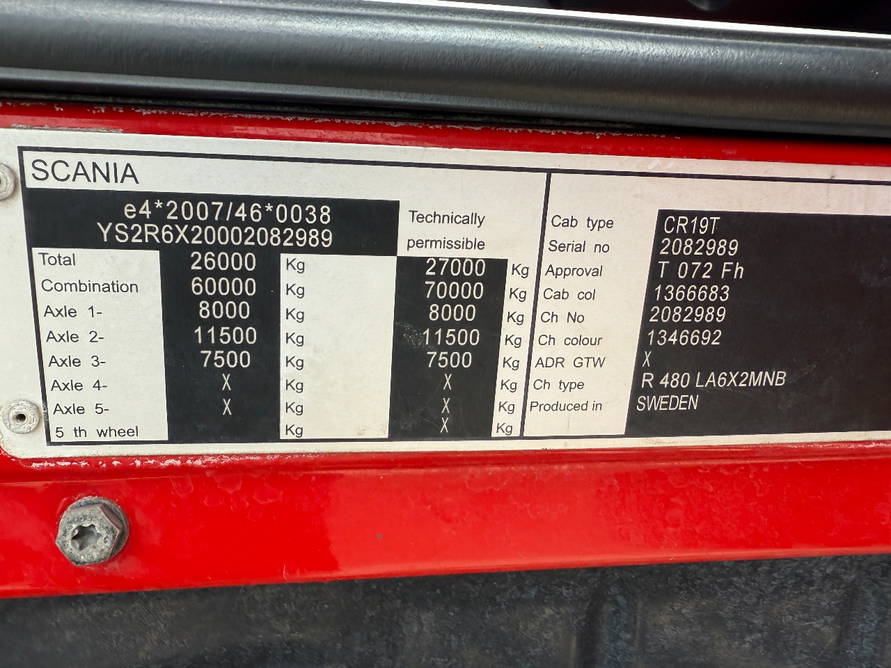 SCANIA
e4*2007/46*0038
YS2R6X20002082989
Technically
permissible
Total 26000 Kg 27000 Kg
Combination 60000 Kg 70000 Kg
Axle 1- 8000 Kg 8000 Kg
Axle 2- 11500 Kg 11500 Kg
Axle 3- 7500 Kg 7500 Kg
Axle 4- X Kg X Kg
Axle 5- X Kg X Kg
5 th wheel Kg X Kg
Cab type CR19T
Serial no 2082989
Approval T 072 Fh
Cab col 1366683
Ch No 2082989
Ch colour 1346692
ADR GTW X
Ch type R 480 LA6X2MNB
Produced in SWEDEN